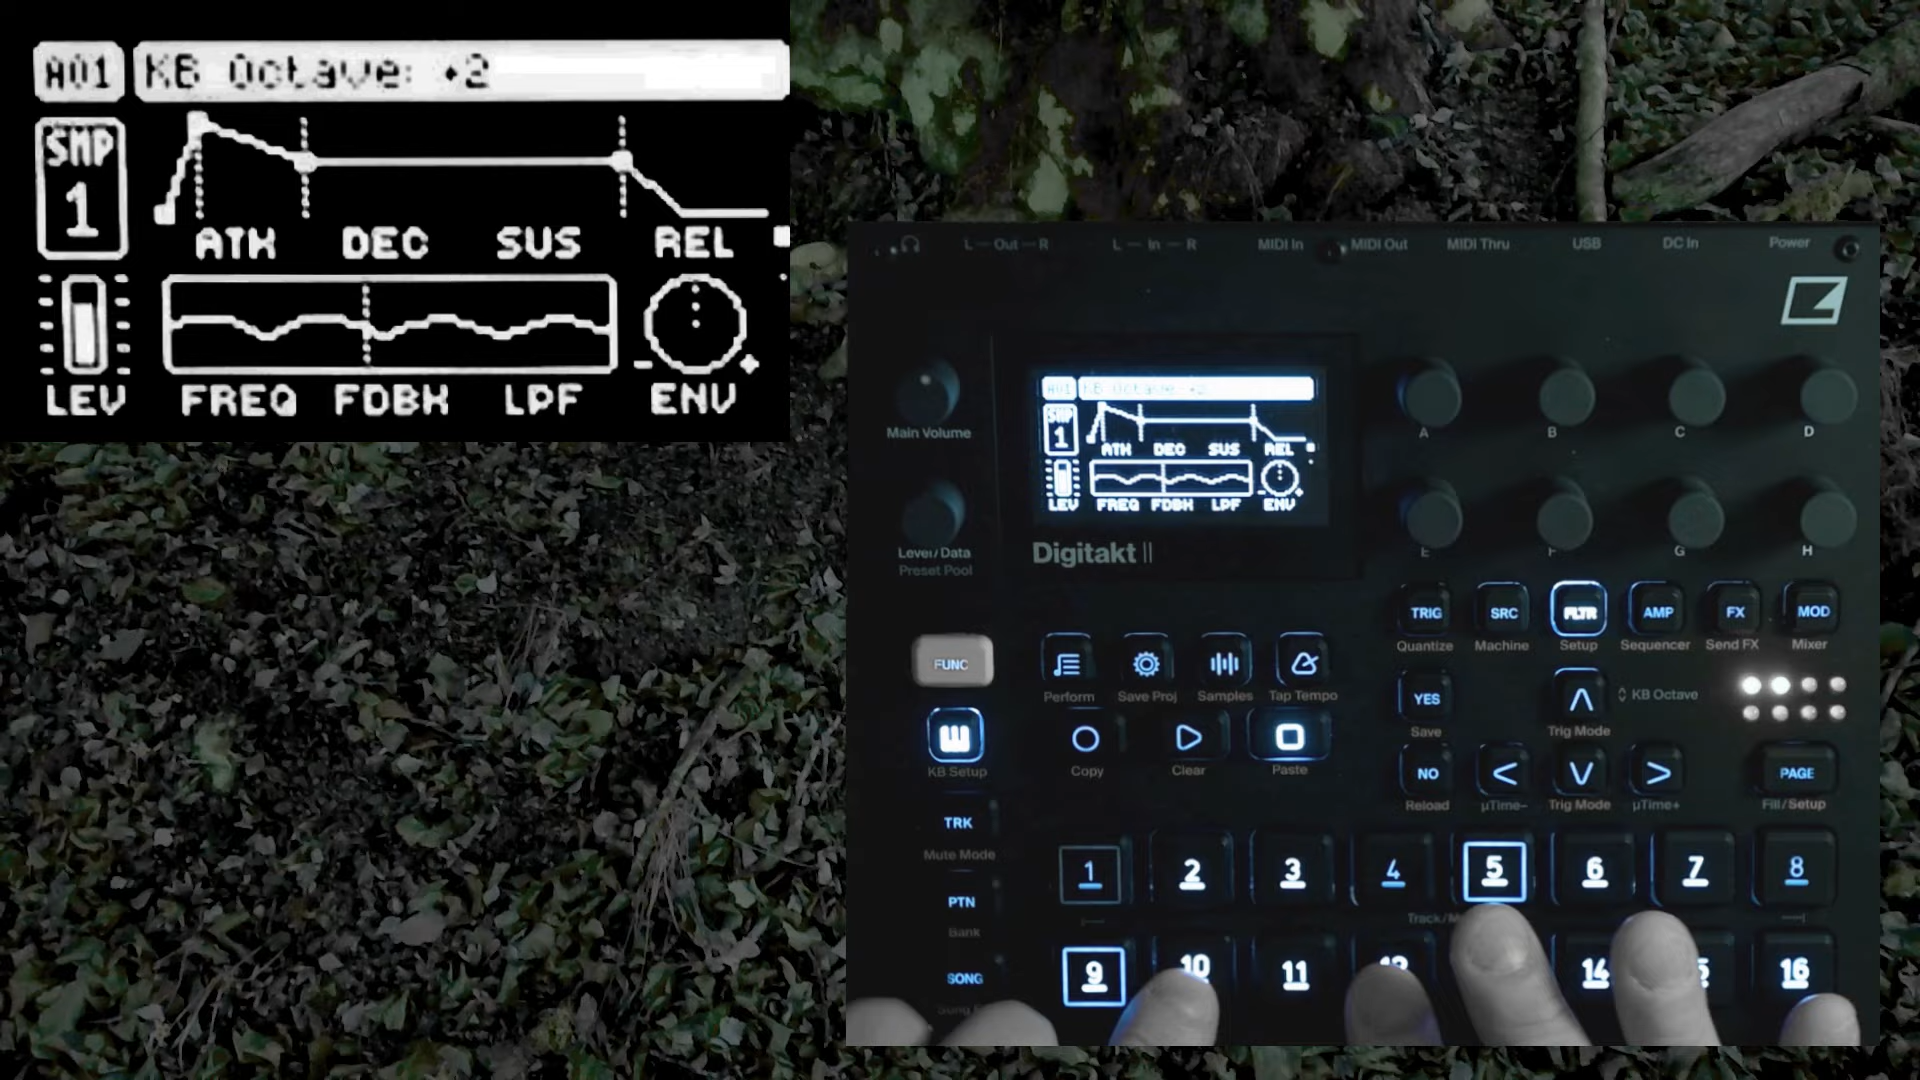 A01 KB Octave: +2
SMP
1
ATK DEC SUS REL
LEV FREQ FDBK LPF ENV
L — Out — R L — In — R MIDI In MIDI Out MIDI Thru USB DC In Power
A01 KB Octave: +2
SMP
1
ATK DEC SUS REL
LEV FREQ FDBK LPF ENV
Main Volume
A B C D
Level/Data
Preset Pool
E F G H
Digitakt II
TRIG SRC FLTR AMP FX MOD
Quantize Machine Setup Sequencer Send FX Mixer
FUNC
Perform Save Proj Samples Tap Tempo
YES KB Octave
Save Trig Mode
KB Setup Copy Clear Paste
NO < > PAGE
Reload µTime- Trig Mode µTime+ Fill/Setup
TRK
Mute Mode
1 2 3 4 5 6 7 8
PTN
Bank
Track/
SONG
9 10 11 12 14 16